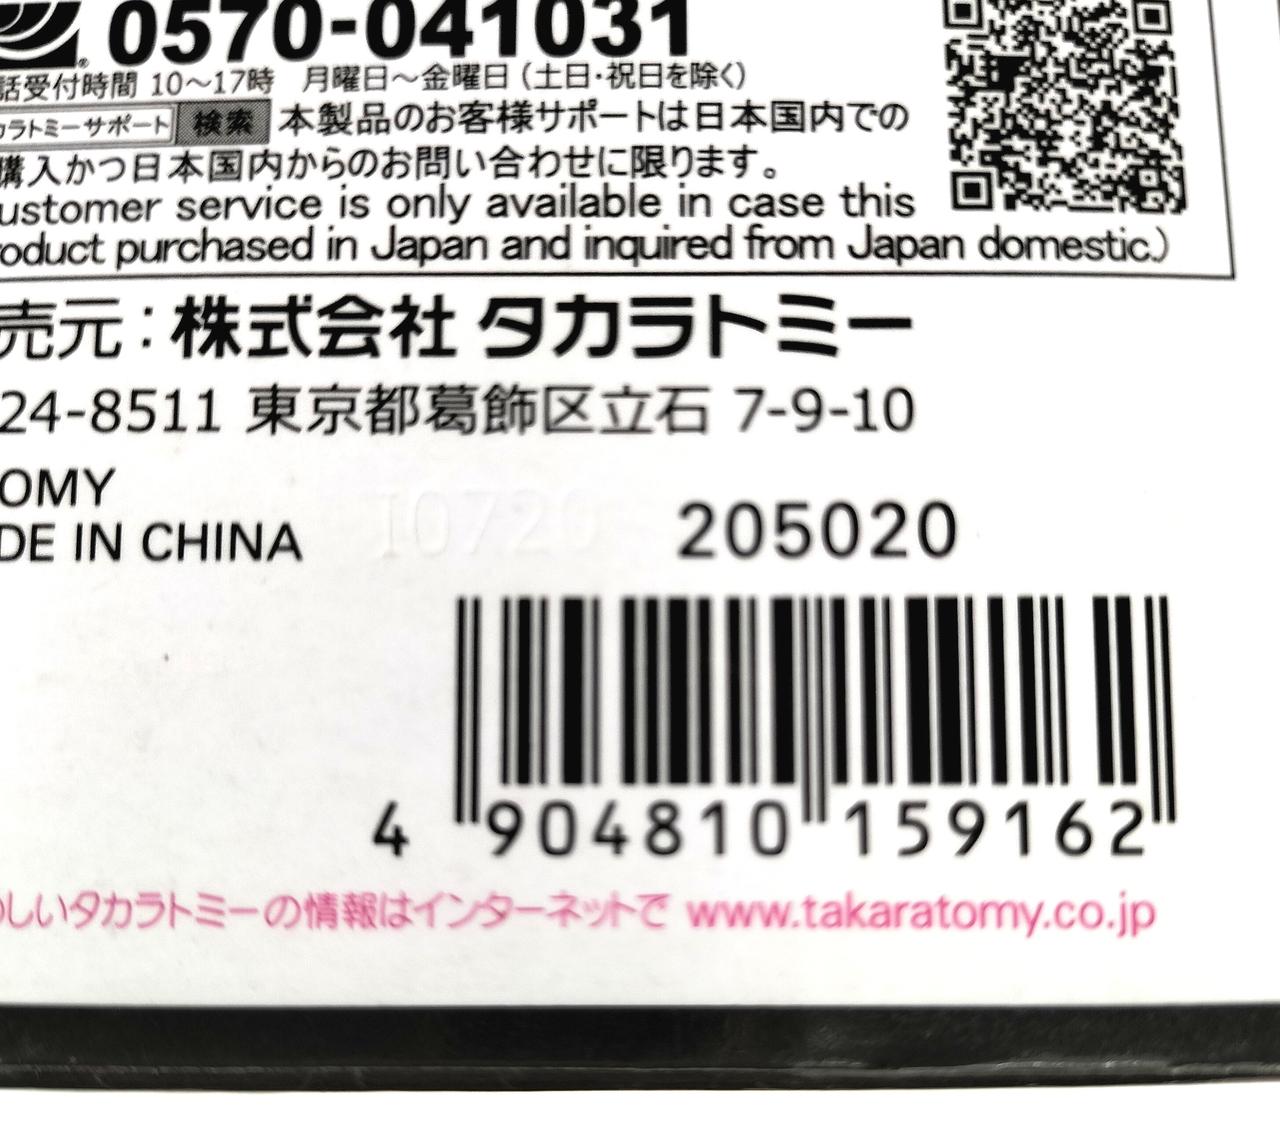 0570-041031
話受付時間 10～17時 月曜日～金曜日（土日・祝日を除く）
カラトミーサポート 検索 本製品のお客様サポートは日本国内での
購入かつ日本国内からのお問い合わせに限ります。
ustomer service is only available in case this
roduct purchased in Japan and inquired from Japan domestic.)
売元：株式会社 タカラトミー
24-8511 東京都葛飾区立石 7-9-10
OMY
DE IN CHINA
I0720
205020
4 904810 159162
のしいタカラトミーの情報はインターネットで www.takaratomy.co.jp